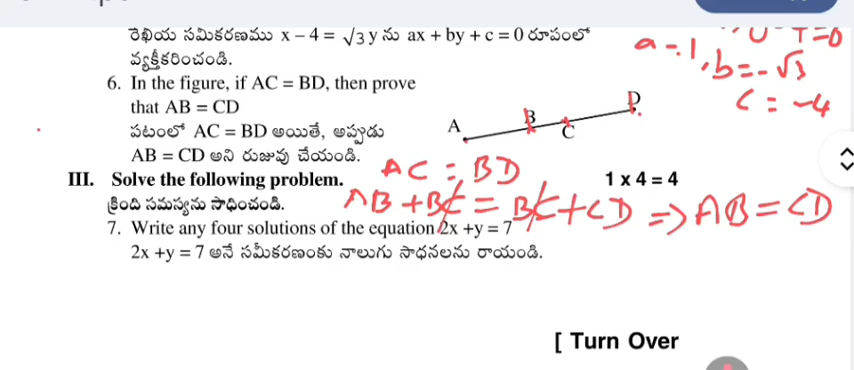 రేఖీయ సమీకరణము x – 4 = √3 y ను ax + by + c = 0 రూపంలో
వ్యక్తీకరించండి.
a = 1, b = - √3
c = -4
6. In the figure, if AC = BD, then prove
that AB = CD
పటంలో AC = BD అయితే, అప్పుడు
AB = CD అని రుజువు చేయండి.
A B C D
AC = BD
III. Solve the following problem. 1 x 4 = 4
క్రింది సమస్యను సాధించండి.
AB + BC = BC + CD => AB = CD
7. Write any four solutions of the equation 2x +y = 7
2x +y = 7 అనే సమీకరణంకు నాలుగు సాధనలను రాయండి.
[ Turn Over